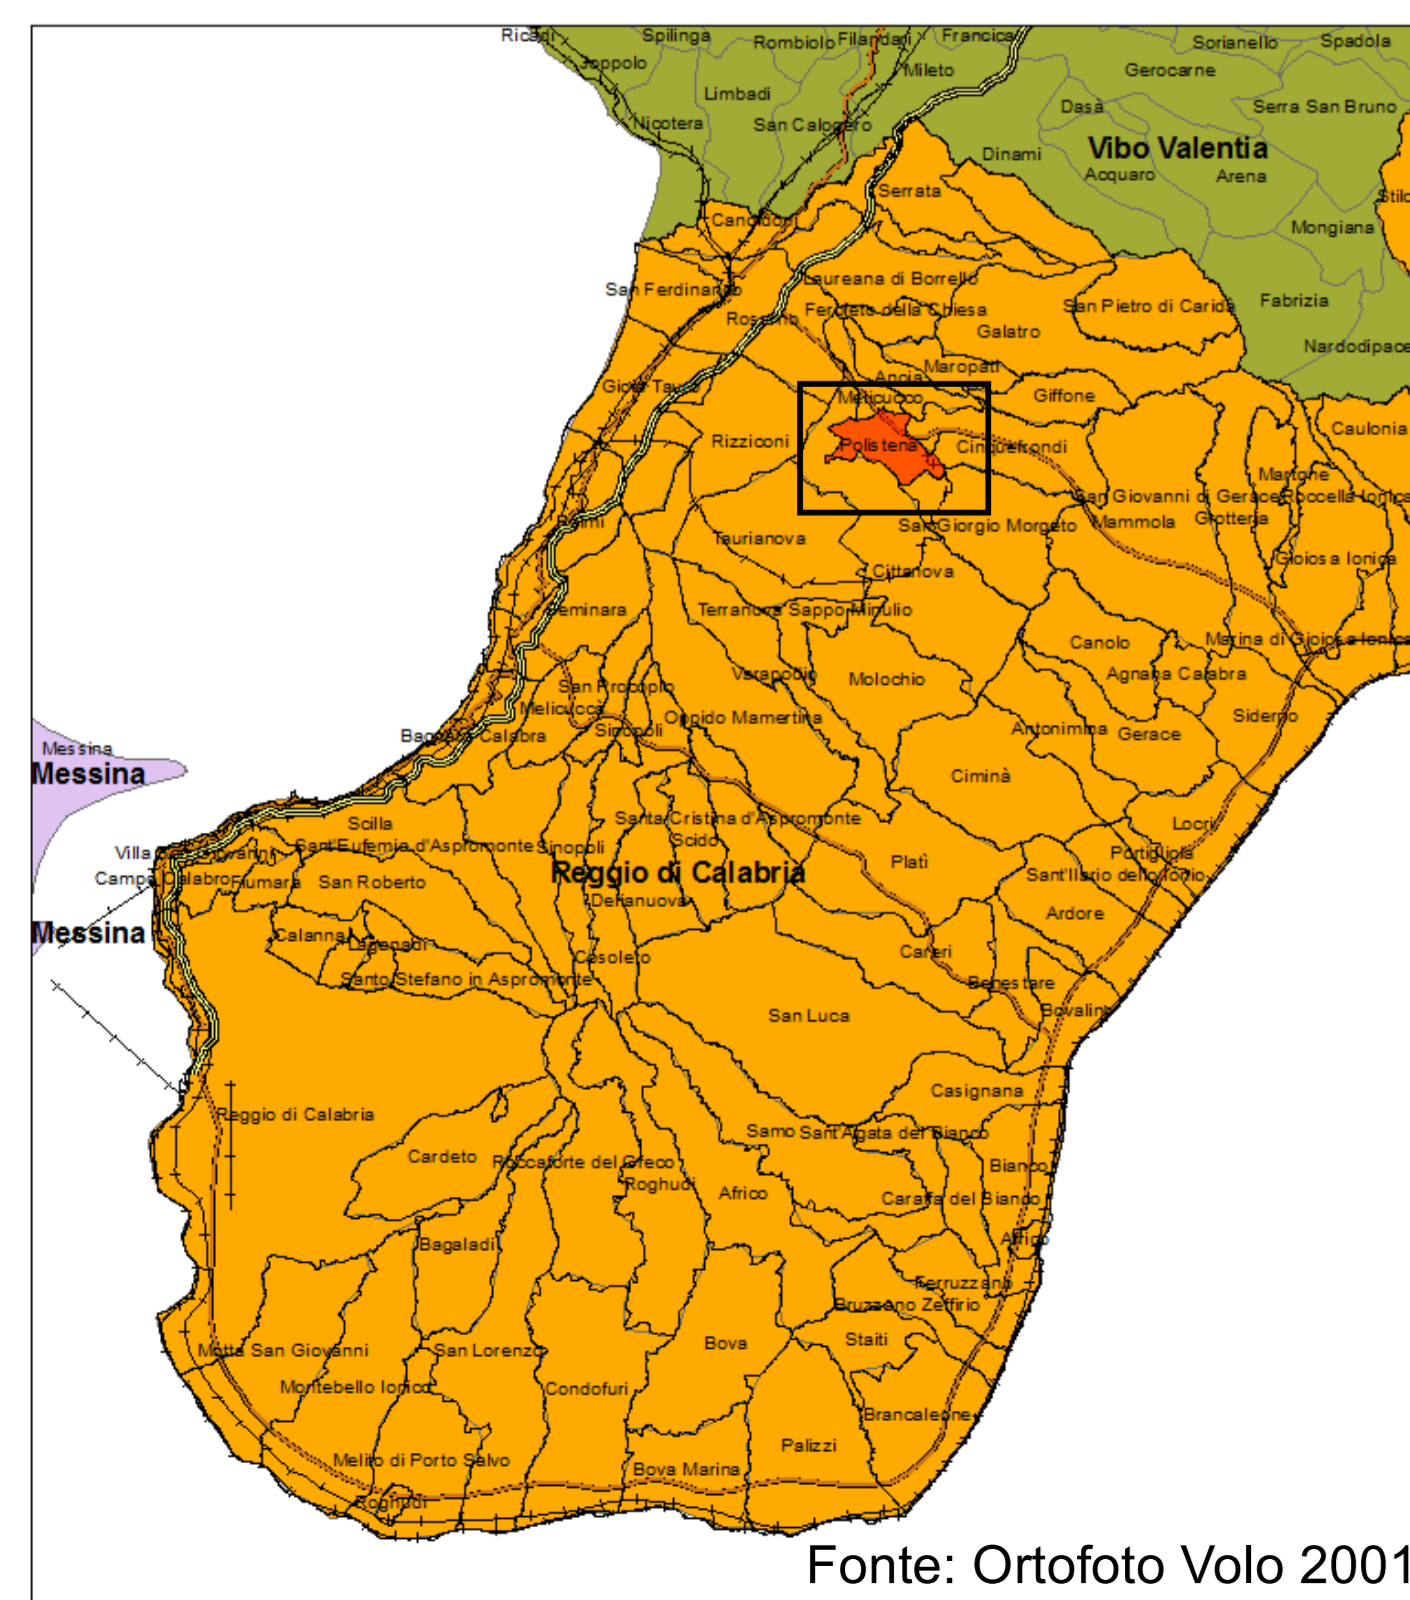 Ricadi
Spilinga
Rombiolo
Filandari
Francica
Sorianello
Spadola
Joppolo
Mileto
Gerocarne
Limbadi
Dasà
Serra San Bruno
Nicotera
San Calogero
Dinami
Vibo Valentia
Acquaro
Arena
Serrata
Stilo
Candidoni
Mongiana
San Ferdinando
Laureana di Borrello
Fabrizia
Rosarno
Feroleto della Chiesa
San Pietro di Caridà
Galatro
Nardodipace
Anoia
Maropati
Gioia Tauro
Melicucco
Giffone
Caulonia
Rizziconi
Polistena
Cinquefrondi
Martone
San Giovanni di Gerace
Roccella Ionica
Palmi
San Giorgio Morgeto
Mammola
Grotteria
Taurianova
Gioiosa Ionica
Cittanova
Seminara
Terranova Sappo Minulio
Canolo
Marina di Gioiosa Ionica
Varapodio
Molochio
Agnana Calabra
San Procopio
Melicuccà
Oppido Mamertina
Siderno
Sinopoli
Antonimina
Gerace
Bagnara Calabra
Messina
Messina
Ciminà
Scilla
Santa Cristina d'Aspromonte
Locri
Sant'Eufemia d'Aspromonte
Sinopoli
Scido
Villa San Giovanni
Portigliola
Platì
Reggio di Calabria
Sant'Ilario dello Ionio
Campo Calabro
Fiumara
San Roberto
Delianuova
Ardore
Messina
Calanna
Laganadi
Careri
Cosoleto
Santo Stefano in Aspromonte
Benestare
Bovalino
San Luca
Casignana
Reggio di Calabria
Samo
Sant'Agata del Bianco
Cardeto
Roccaforte del Greco
Bianco
Roghudi
Africo
Caraffa del Bianco
Africo
Bagaladi
Ferruzzano
Bruzzano Zeffirio
Staiti
Bova
Motta San Giovanni
San Lorenzo
Montebello Ionico
Condofuri
Brancaleone
Palizzi
Melito di Porto Salvo
Bova Marina
Roghudi
Fonte: Ortofoto Volo 2001